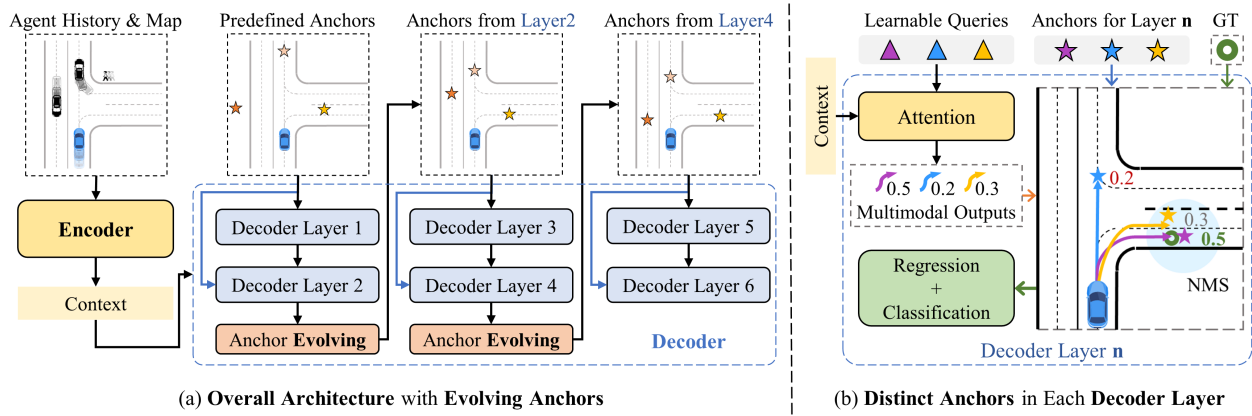 Agent History & Map
Predefined Anchors
Anchors from Layer2
Anchors from Layer4
Encoder
Context
Decoder Layer 1
Decoder Layer 2
Anchor Evolving
Decoder Layer 3
Decoder Layer 4
Anchor Evolving
Decoder Layer 5
Decoder Layer 6
Decoder
(a) Overall Architecture with Evolving Anchors
Learnable Queries
Anchors for Layer n
GT
Context
Attention
0.5 0.2 0.3
Multimodal Outputs
Regression
+
Classification
0.2
0.3
0.5
NMS
Decoder Layer n
(b) Distinct Anchors in Each Decoder Layer